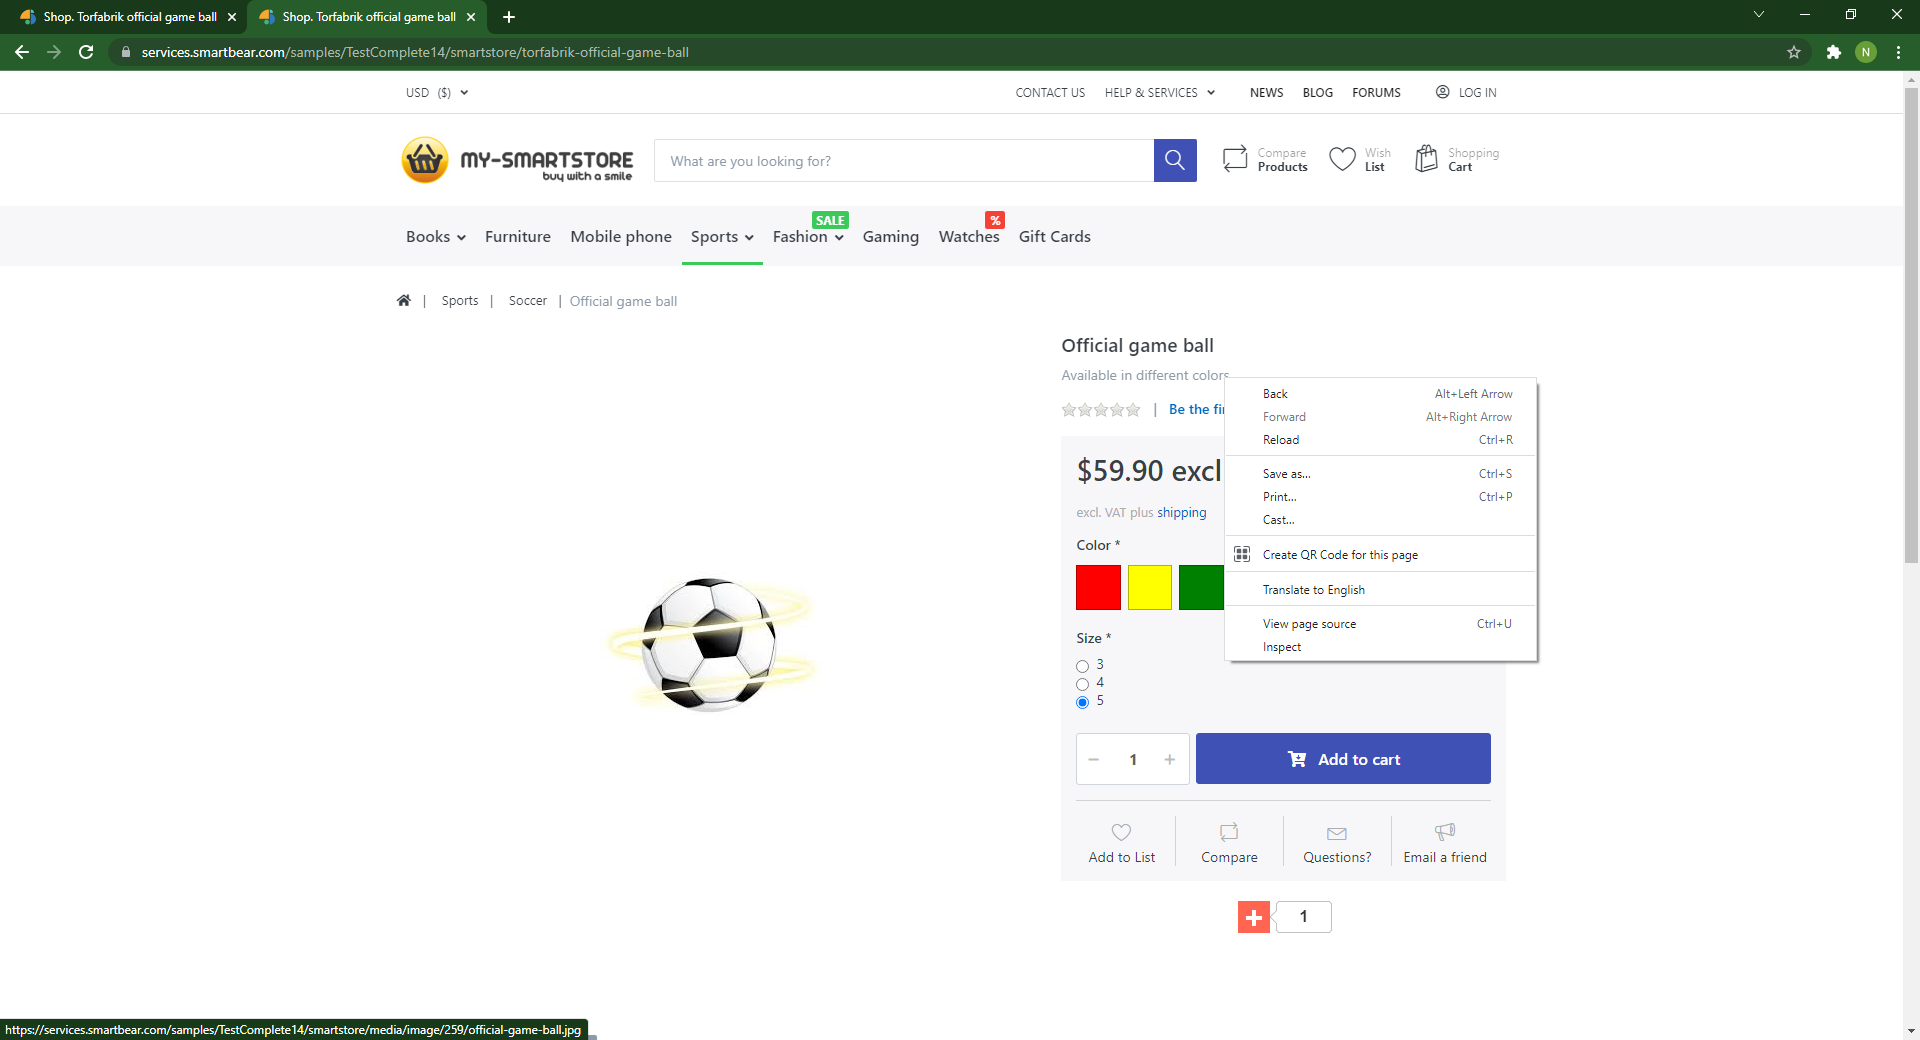 Shop. Torfabrik official game ball
Shop. Torfabrik official game ball
services.smartbear.com/samples/TestComplete14/smartstore/torfabrik-official-game-ball
N
USD ($)
CONTACT US
HELP & SERVICES
NEWS
BLOG
FORUMS
LOG IN
MY-SMARTSTORE
buy with a smile
What are you looking for?
Compare
Products
Wish
List
Shopping
Cart
SALE
%
Books
Furniture
Mobile phone
Sports
Fashion
Gaming
Watches
Gift Cards
| Sports | Soccer | Official game ball
Official game ball
Available in different colors
| Be the fi
$59.90 excl
excl. VAT plus shipping
Color *
Size *
3
4
5
1
Add to cart
Add to List
Compare
Questions?
Email a friend
1
Back Alt+Left Arrow
Forward Alt+Right Arrow
Reload Ctrl+R
Save as... Ctrl+S
Print... Ctrl+P
Cast...
Create QR Code for this page
Translate to English
View page source Ctrl+U
Inspect
https://services.smartbear.com/samples/TestComplete14/smartstore/media/image/259/official-game-ball.jpg